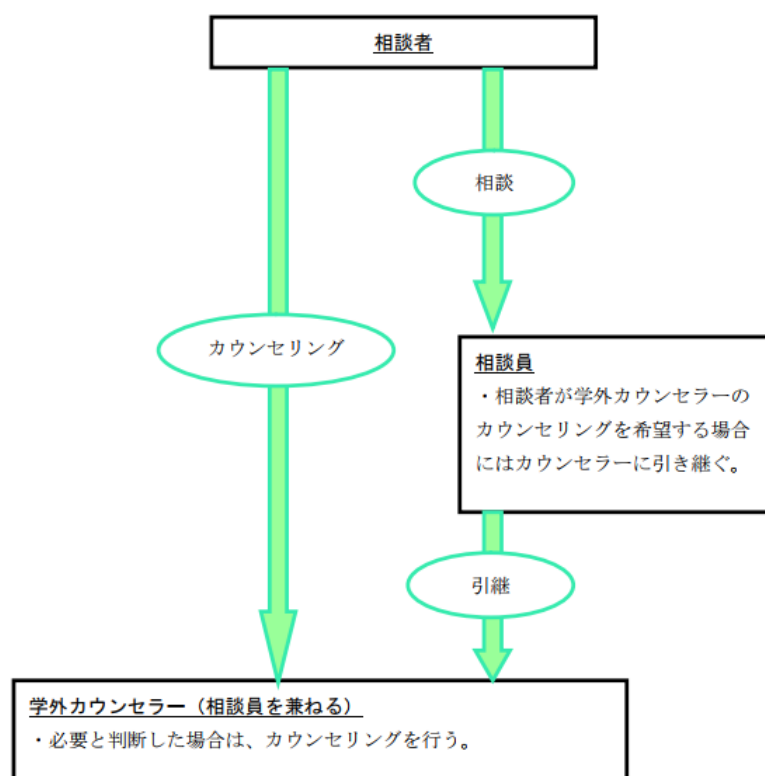 相談者
相談
カウンセリング
相談員
・相談者が学外カウンセラーの
カウンセリングを希望する場合
にはカウンセラーに引き継ぐ。
引継
学外カウンセラー（相談員を兼ねる）
・必要と判断した場合は、カウンセリングを行う。